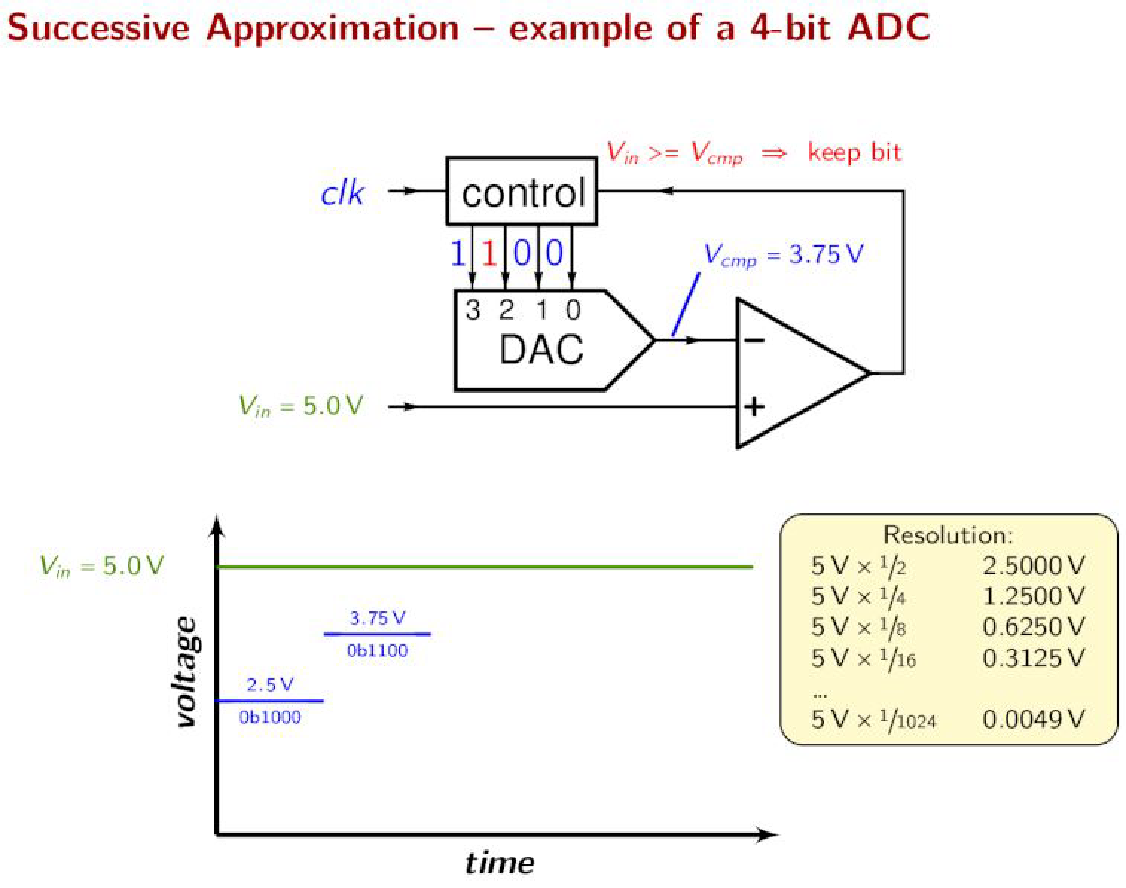 Successive Approximation – example of a 4-bit ADC
V_in >= V_cmp ⇒ keep bit
clk
control
1 1 0 0
V_cmp = 3.75 V
3 2 1 0
DAC
−
V_in = 5.0 V
+
Resolution:
V_in = 5.0 V
5 V × 1/2 2.5000 V
5 V × 1/4 1.2500 V
5 V × 1/8 0.6250 V
5 V × 1/16 0.3125 V
...
5 V × 1/1024 0.0049 V
voltage
3.75 V
0b1100
2.5 V
0b1000
time